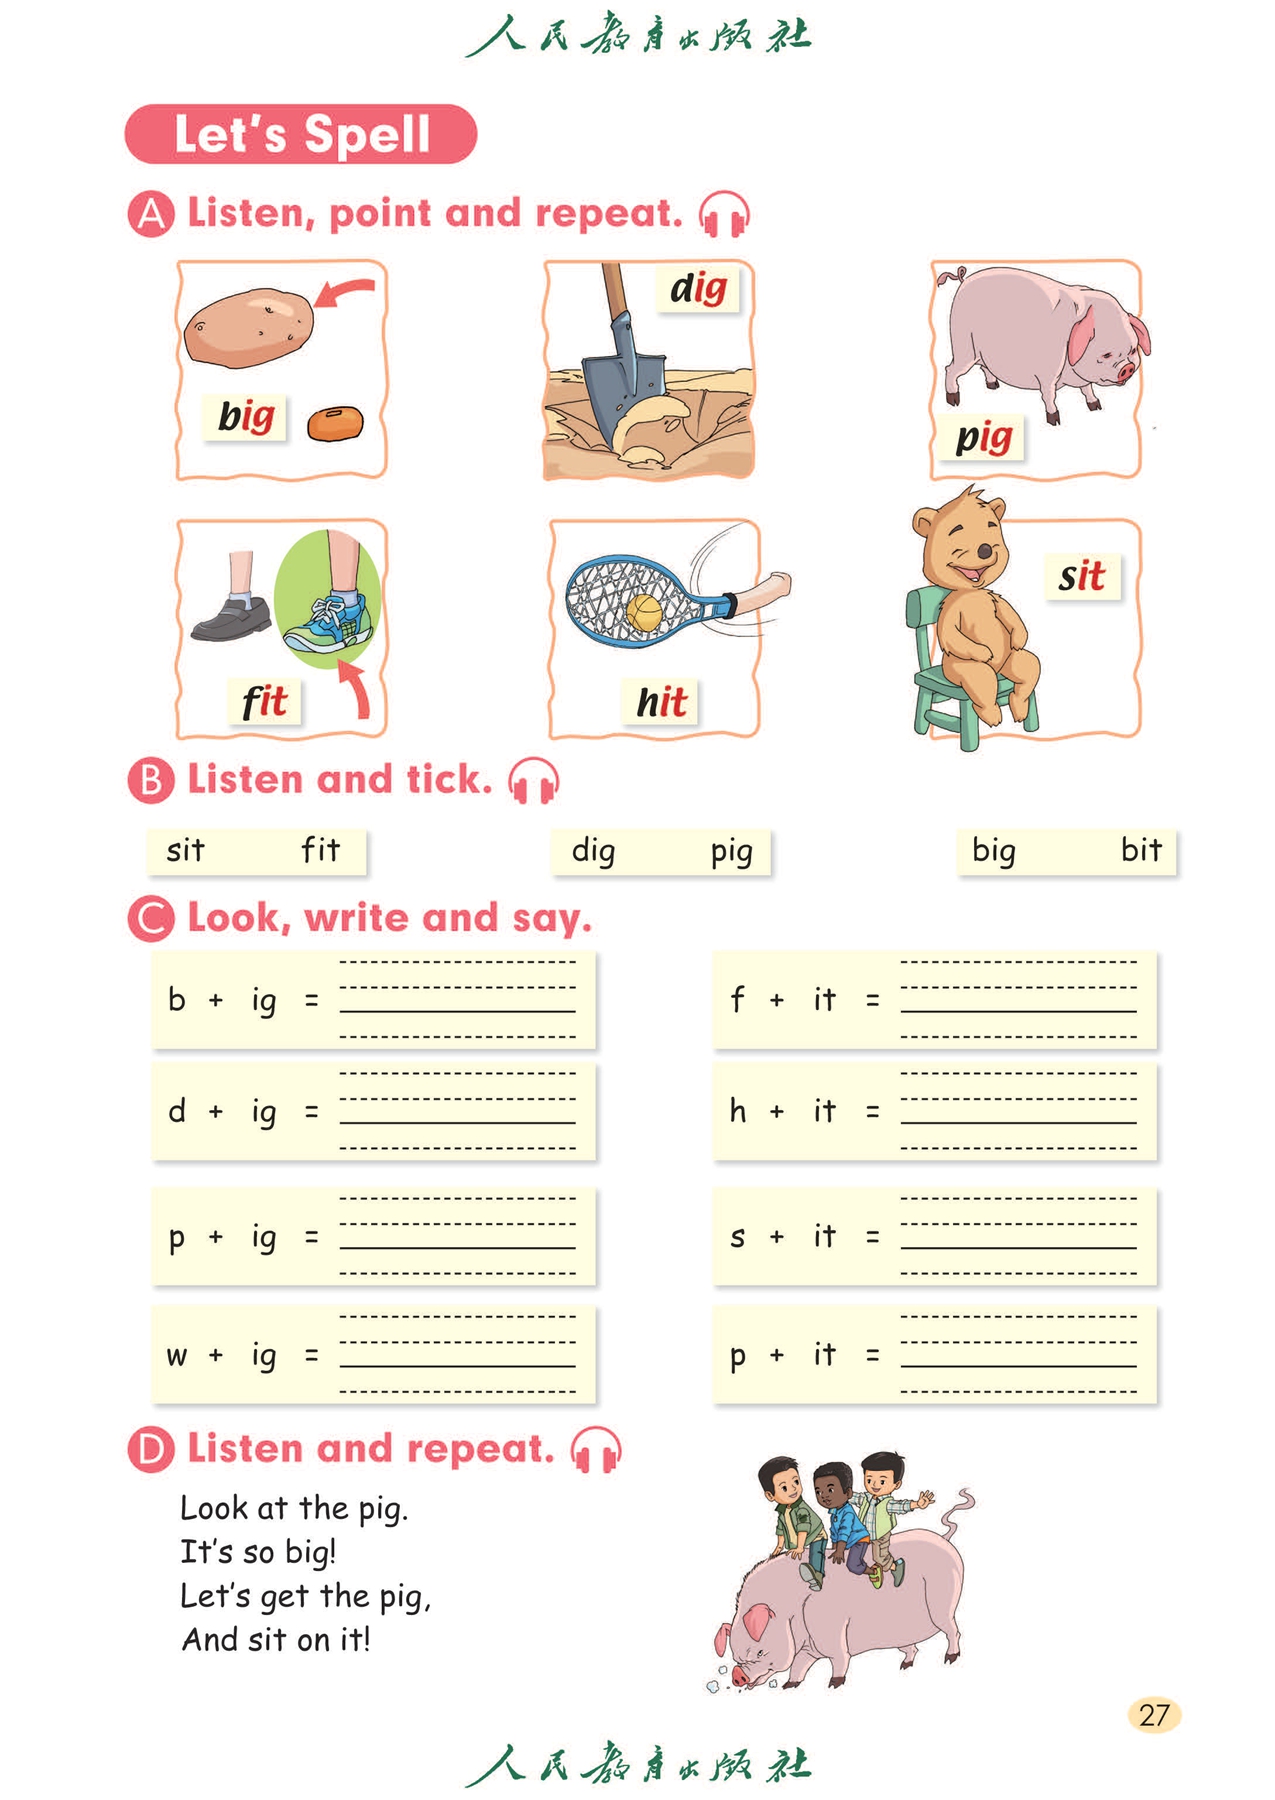 人民教育出版社
Let's Spell
A Listen, point and repeat.
big
dig
pig
fit
hit
sit
B Listen and tick.
sit fit dig pig big bit
C Look, write and say.
b + ig =
f + it =
d + ig =
h + it =
p + ig =
s + it =
w + ig =
p + it =
D Listen and repeat.
Look at the pig.
It's so big!
Let's get the pig,
And sit on it!
27
人民教育出版社